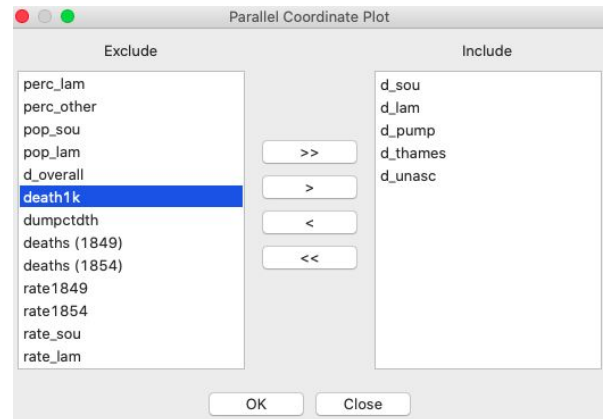 Parallel Coordinate Plot
Exclude
Include
perc_lam
perc_other
pop_sou
pop_lam
d_overall
death1k
dumpctdth
deaths (1849)
deaths (1854)
rate1849
rate1854
rate_sou
rate_lam
>>
>
<
<<
d_sou
d_lam
d_pump
d_thames
d_unasc
OK
Close